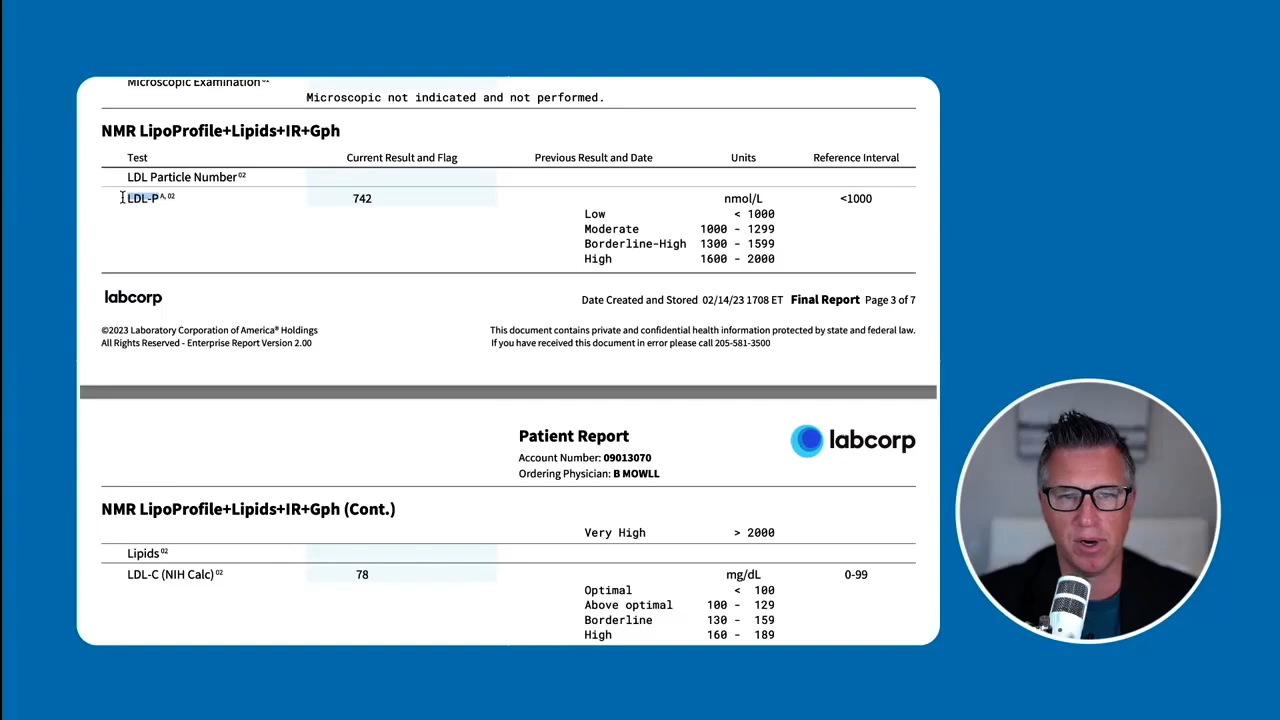 Microscopic Examination 02
Microscopic not indicated and not performed.
NMR LipoProfile+Lipids+IR+Gph
Test Current Result and Flag Previous Result and Date Units Reference Interval
LDL Particle Number 02
LDL-P A, 02 742 nmol/L <1000
Low < 1000
Moderate 1000 - 1299
Borderline-High 1300 - 1599
High 1600 - 2000
labcorp
Date Created and Stored 02/14/23 1708 ET Final Report Page 3 of 7
©2023 Laboratory Corporation of America® Holdings
All Rights Reserved - Enterprise Report Version 2.00
This document contains private and confidential health information protected by state and federal law.
If you have received this document in error please call 205-581-3500
Patient Report
labcorp
Account Number: 09013070
Ordering Physician: B MOWLL
NMR LipoProfile+Lipids+IR+Gph (Cont.)
Very High > 2000
Lipids 02
LDL-C (NIH Calc) 02 78 mg/dL 0-99
Optimal < 100
Above optimal 100 - 129
Borderline 130 - 159
High 160 - 189